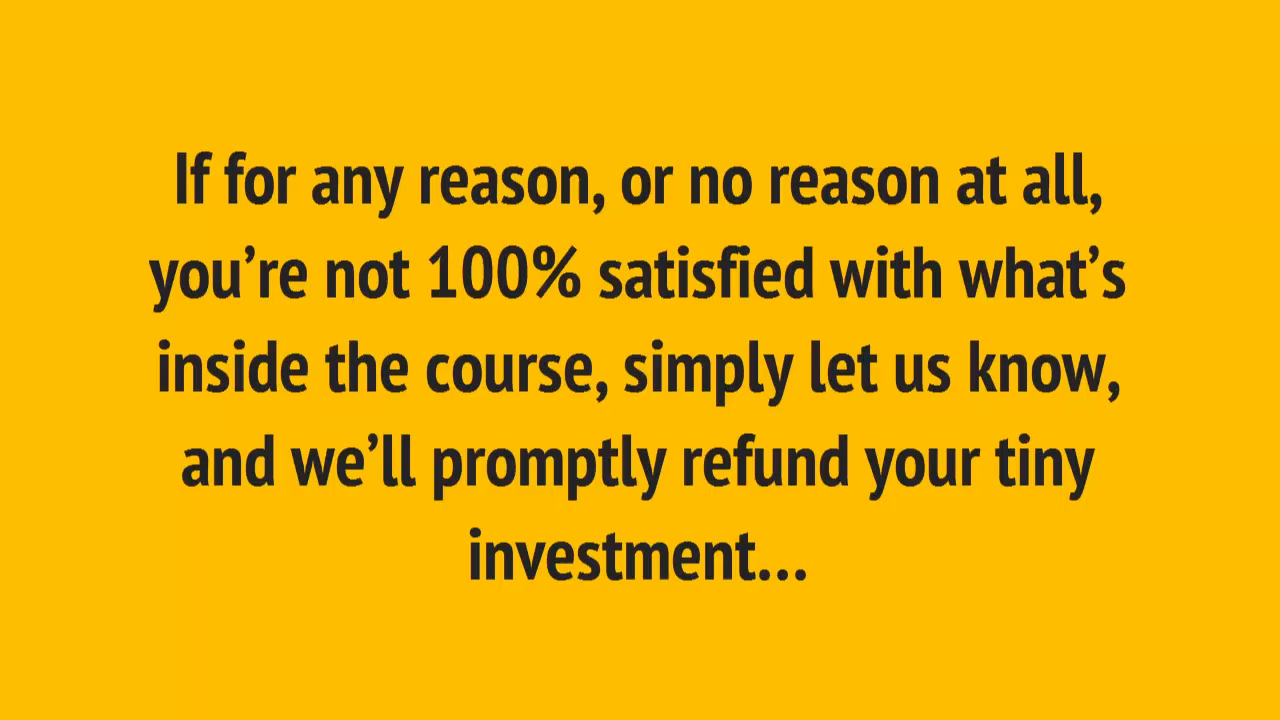 If for any reason, or no reason at all,
you’re not 100% satisfied with what’s
inside the course, simply let us know,
and we’ll promptly refund your tiny
investment…